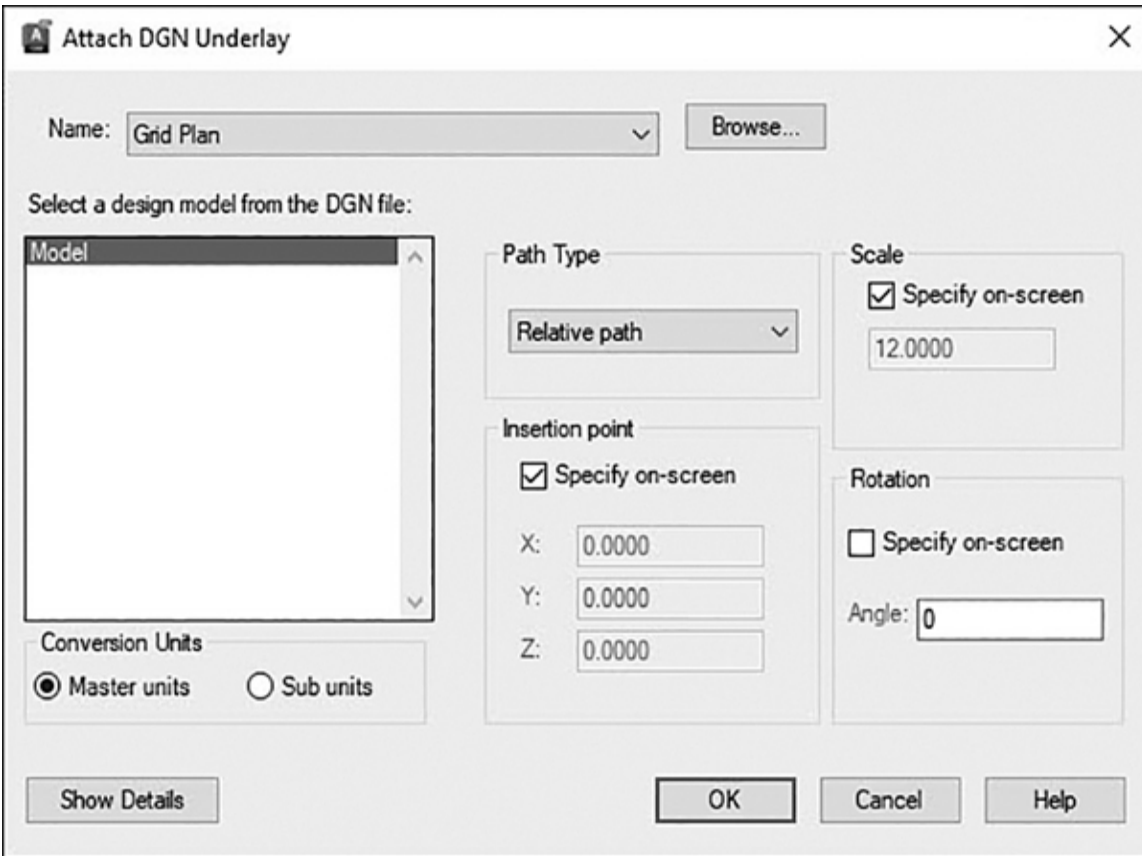 Attach DGN Underlay
Name: Grid Plan Browse...
Select a design model from the DGN file:
Model
Path Type
Relative path
Scale
Specify on-screen
12.0000
Insertion point
Specify on-screen
X: 0.0000
Y: 0.0000
Z: 0.0000
Rotation
Specify on-screen
Angle: 0
Conversion Units
Master units Sub units
Show Details OK Cancel Help